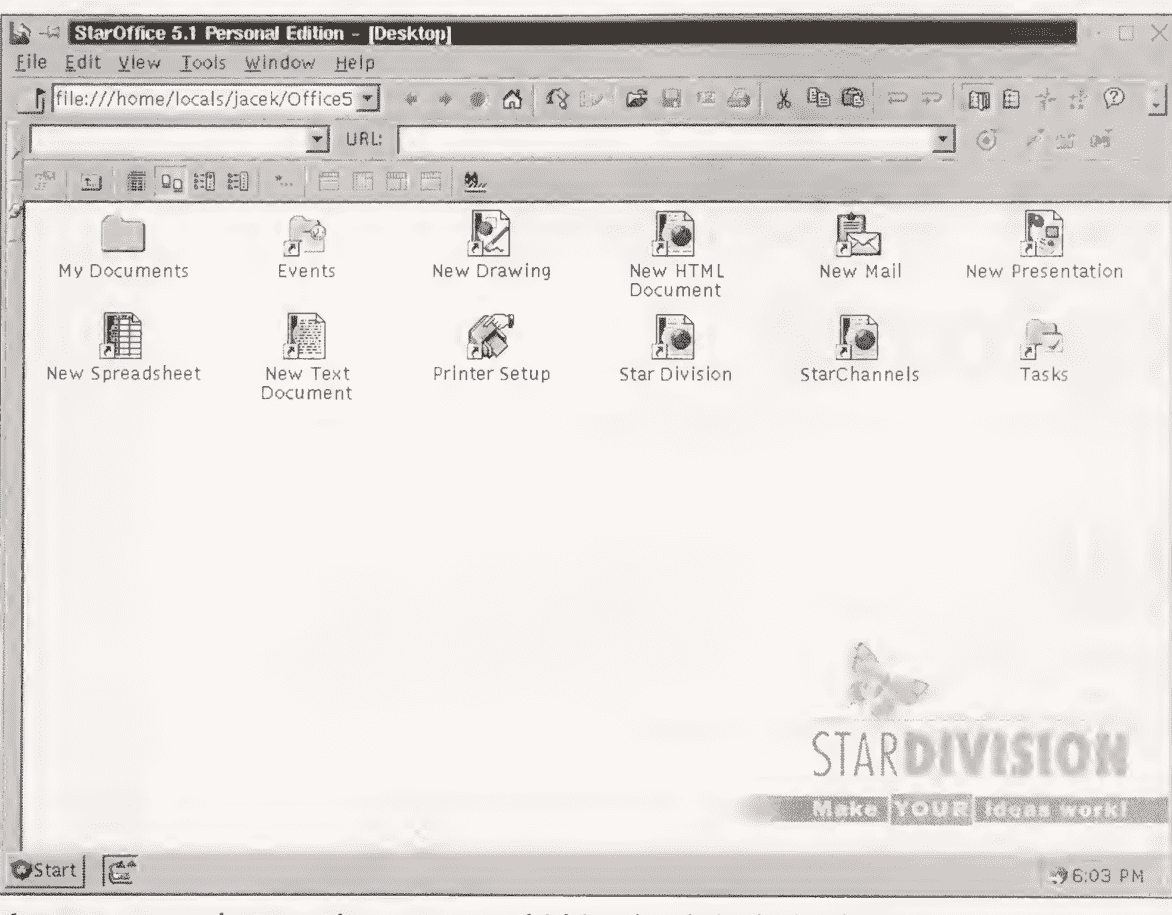 StarOffice 5.1 Personal Edition - [Desktop]
File Edit View Tools Window Help
file:///home/locals/jacek/Office5
URL:
My Documents
Events
New Drawing
New HTML
Document
New Mail
New Presentation
New Spreadsheet
New Text
Document
Printer Setup
Star Division
StarChannels
Tasks
STARDIVISION
Make YOUR ideas work!
Start
6:03 PM